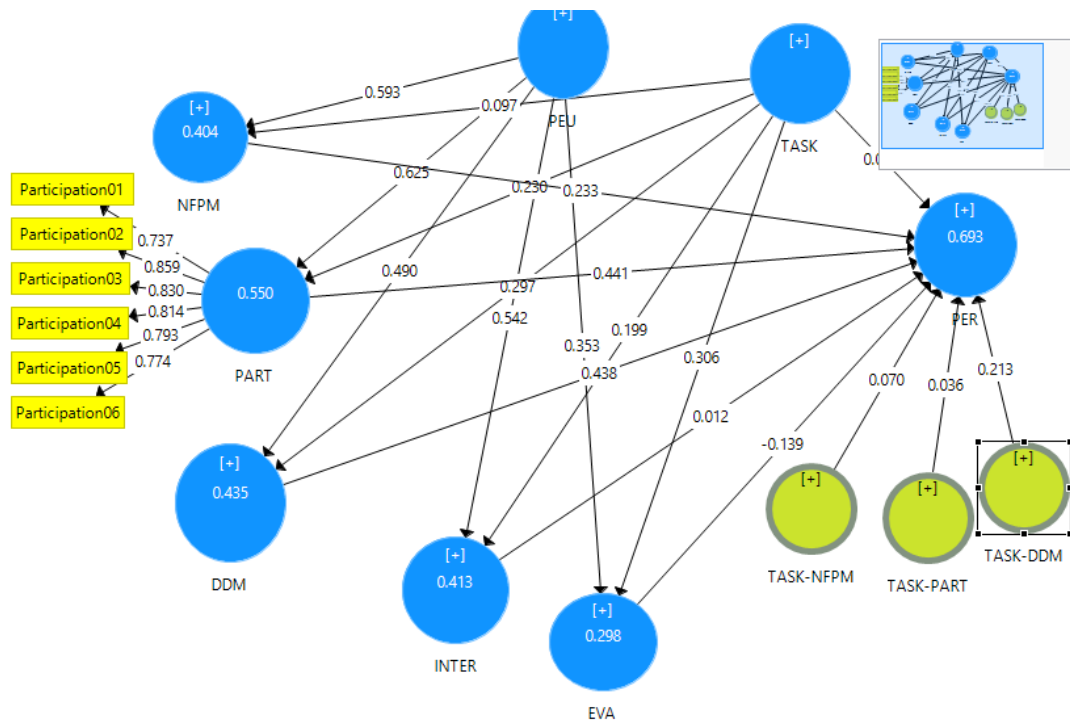 [+]
PEU
[+]
TASK
[+]
0.404
NFPM
0.593
0.097
0.625
0.230
0.233
[+]
0.693
PER
Participation01
Participation02
Participation03
Participation04
Participation05
Participation06
0.737
0.859
0.830
0.814
0.793
0.774
0.550
PART
0.490
0.441
0.297
0.542
0.199
0.353
0.306
0.438
0.012
-0.139
0.070
0.036
0.213
[+]
0.435
DDM
[+]
0.413
INTER
[+]
0.298
EVA
[+]
TASK-NFPM
[+]
TASK-PART
[+]
TASK-DDM